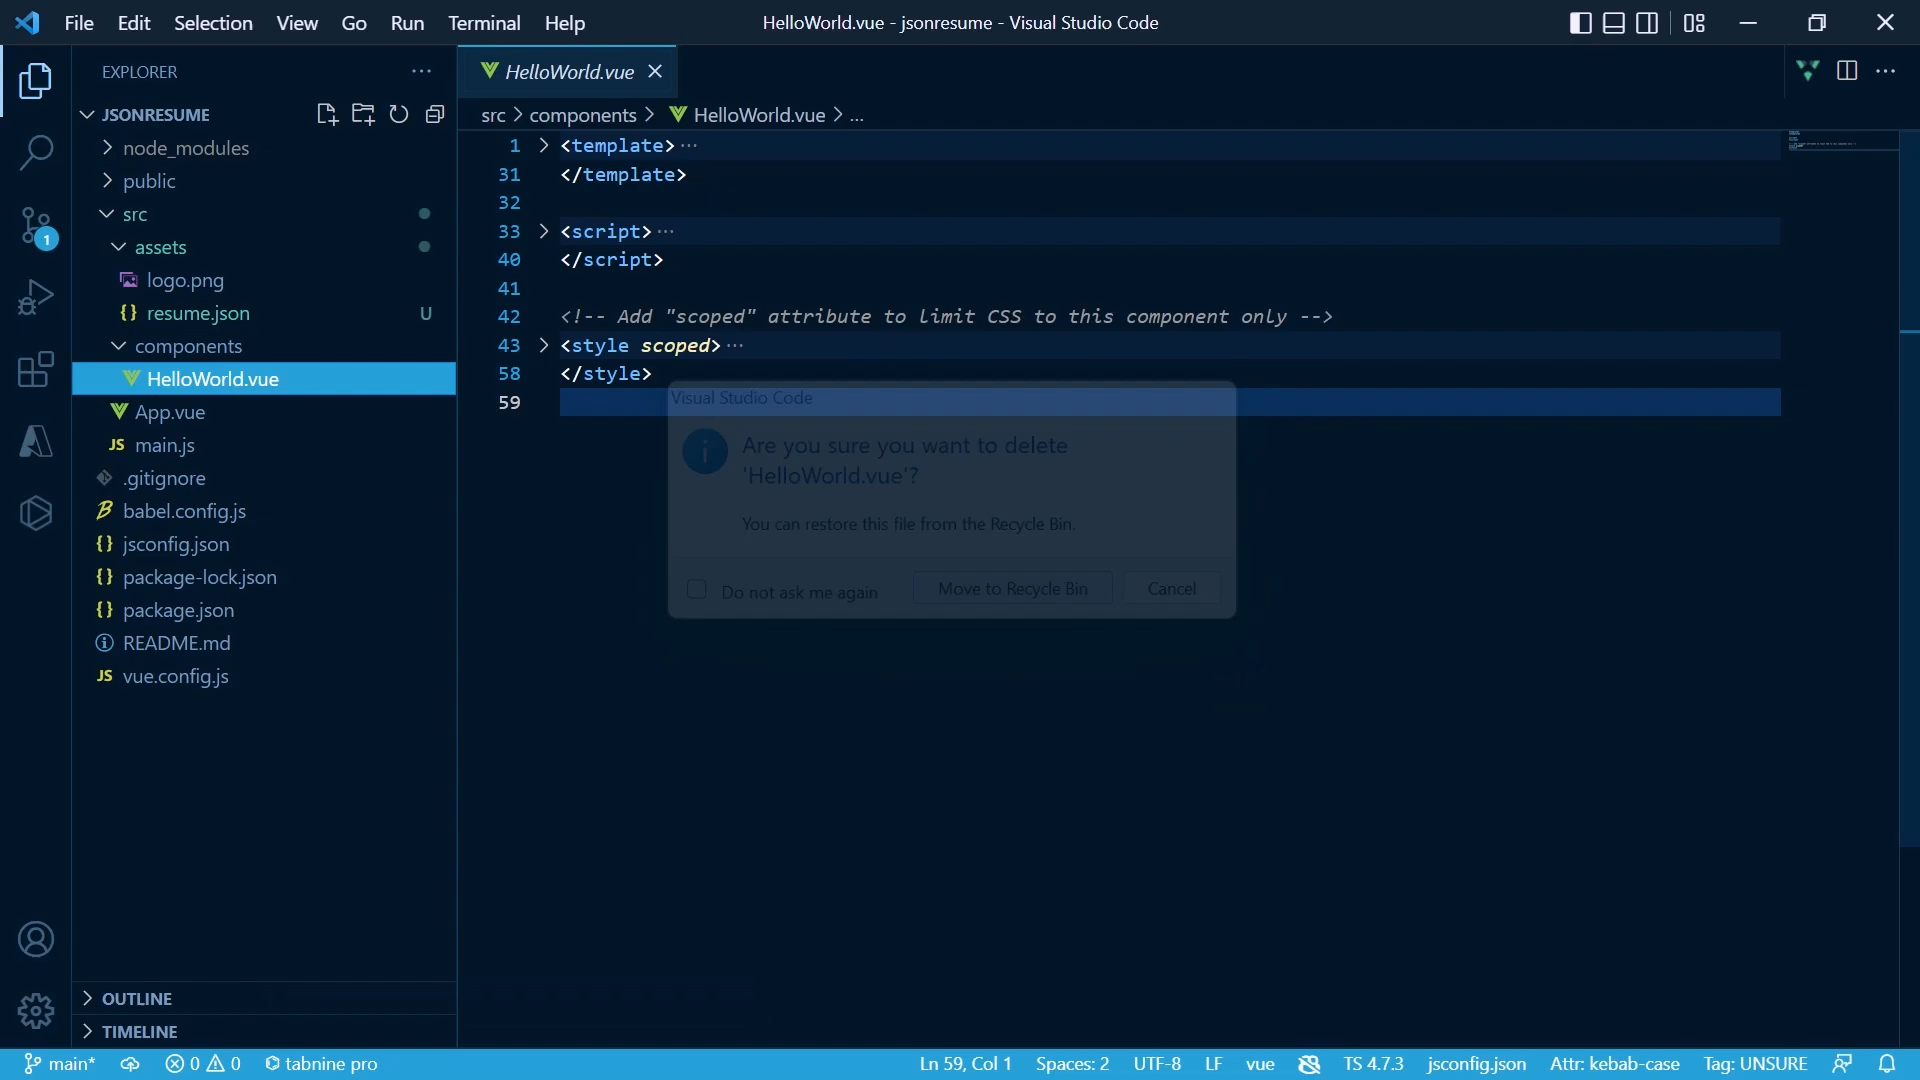 File Edit Selection View Go Run Terminal Help
HelloWorld.vue - jsonresume - Visual Studio Code
EXPLORER
JSONRESUME
node_modules
public
src
assets
logo.png
resume.json U
components
HelloWorld.vue
App.vue
JS main.js
.gitignore
babel.config.js
{} jsconfig.json
{} package-lock.json
{} package.json
README.md
JS vue.config.js
OUTLINE
TIMELINE
1
HelloWorld.vue
src > components > HelloWorld.vue > ...
1 <template> ...
31 </template>
32
33 <script> ...
40 </script>
41
42 <!-- Add "scoped" attribute to limit CSS to this component only -->
43 <style scoped> ...
58 </style>
59
Visual Studio Code
Are you sure you want to delete
'HelloWorld.vue'?
You can restore this file from the Recycle Bin.
Do not ask me again
Move to Recycle Bin
Cancel
main* 0 0 tabnine pro
Ln 59, Col 1 Spaces: 2 UTF-8 LF vue TS 4.7.3 jsconfig.json Attr: kebab-case Tag: UNSURE